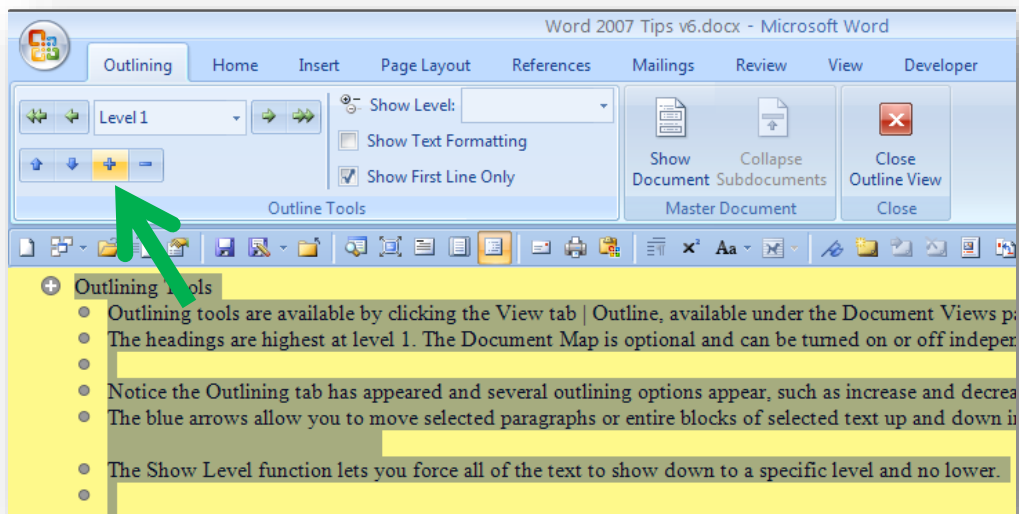 Word 2007 Tips v6.docx - Microsoft Word
Outlining Home Insert Page Layout References Mailings Review View Developer
Level 1
Show Level:
Show Text Formatting
Show First Line Only
Outline Tools
Show Document
Collapse Subdocuments
Master Document
Close Outline View
Close
Aa
Outlining Tools
Outlining tools are available by clicking the View tab | Outline, available under the Document Views
The headings are highest at level 1. The Document Map is optional and can be turned on or off
Notice the Outlining tab has appeared and several outlining options appear, such as increase and
The blue arrows allow you to move selected paragraphs or entire blocks of selected text up and down
The Show Level function lets you force all of the text to show down to a specific level and no lower.